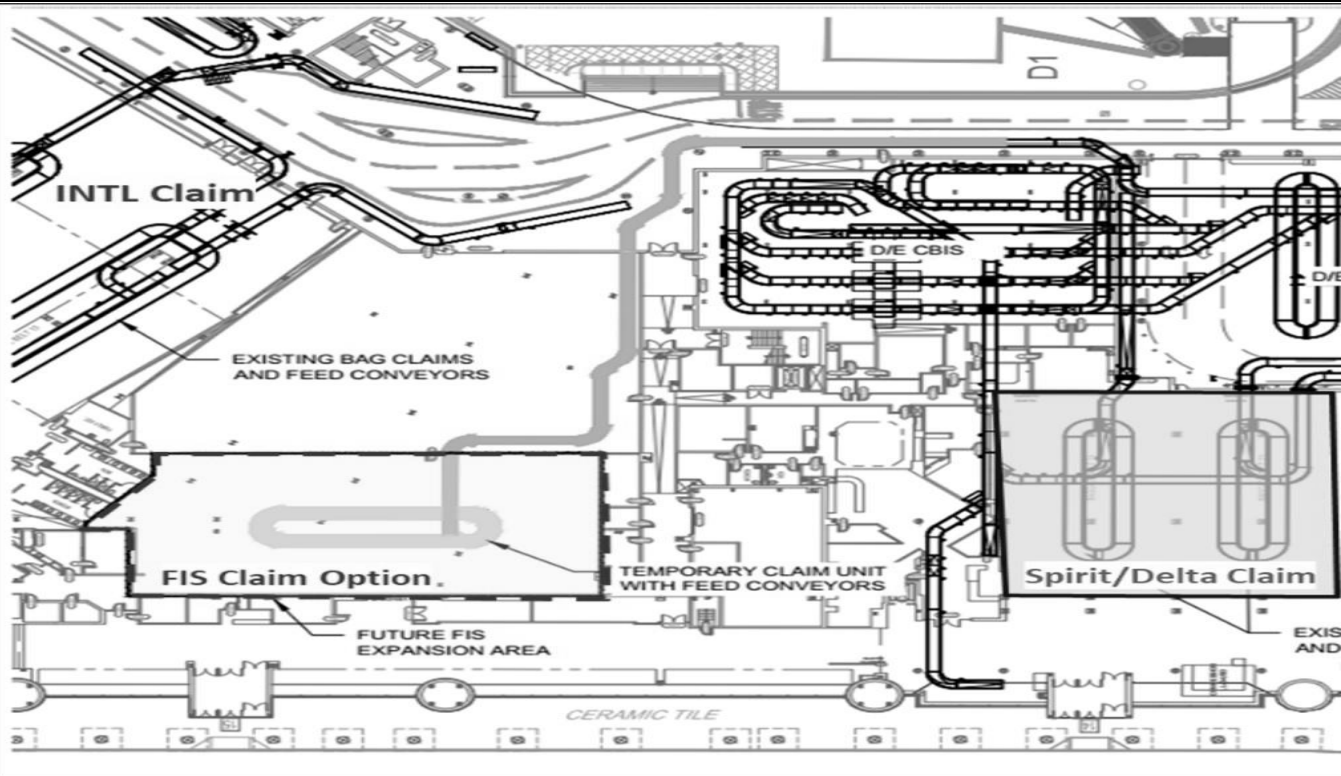 D1
INTL Claim
D/E CBIS
D/E
EXISTING BAG CLAIMS
AND FEED CONVEYORS
FIS Claim Option
TEMPORARY CLAIM UNIT
WITH FEED CONVEYORS
Spirit/Delta Claim
FUTURE FIS
EXPANSION AREA
EXIS
AND
CERAMIC TILE